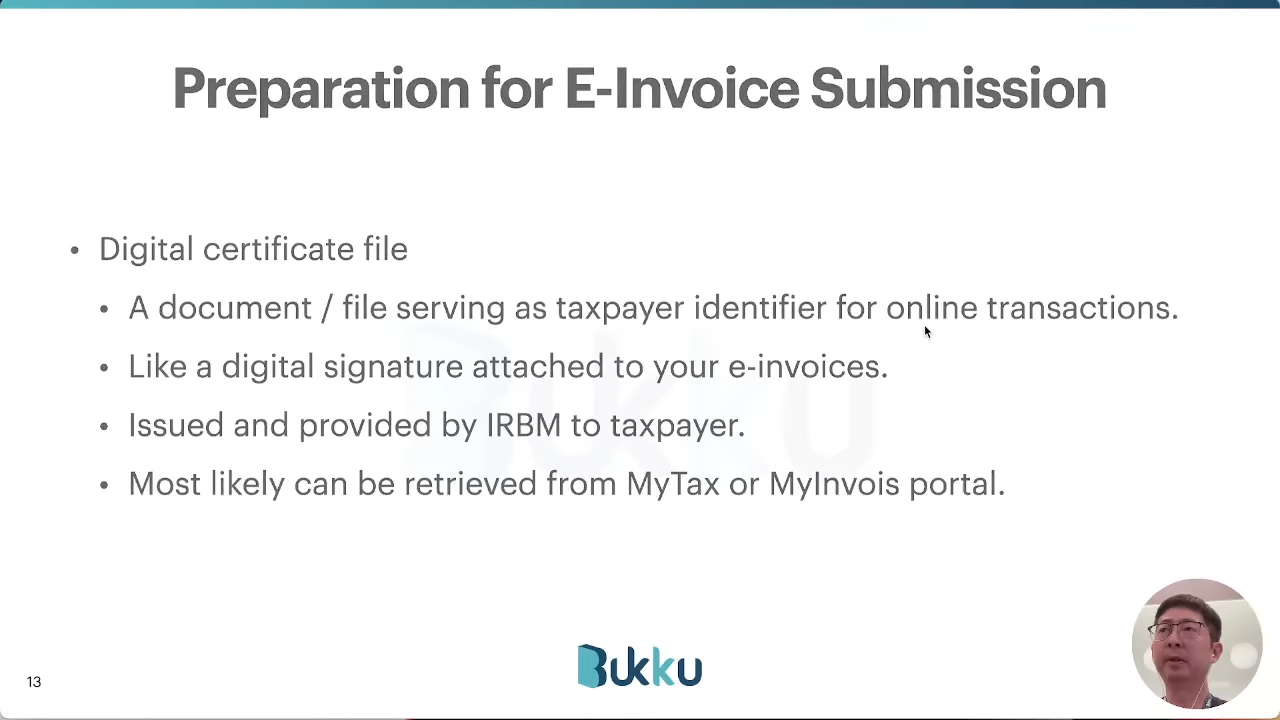 Preparation for E-Invoice Submission
• Digital certificate file
• A document / file serving as taxpayer identifier for online transactions.
• Like a digital signature attached to your e-invoices.
• Issued and provided by IRBM to taxpayer.
• Most likely can be retrieved from MyTax or MyInvois portal.
Bukku
13
Bukku